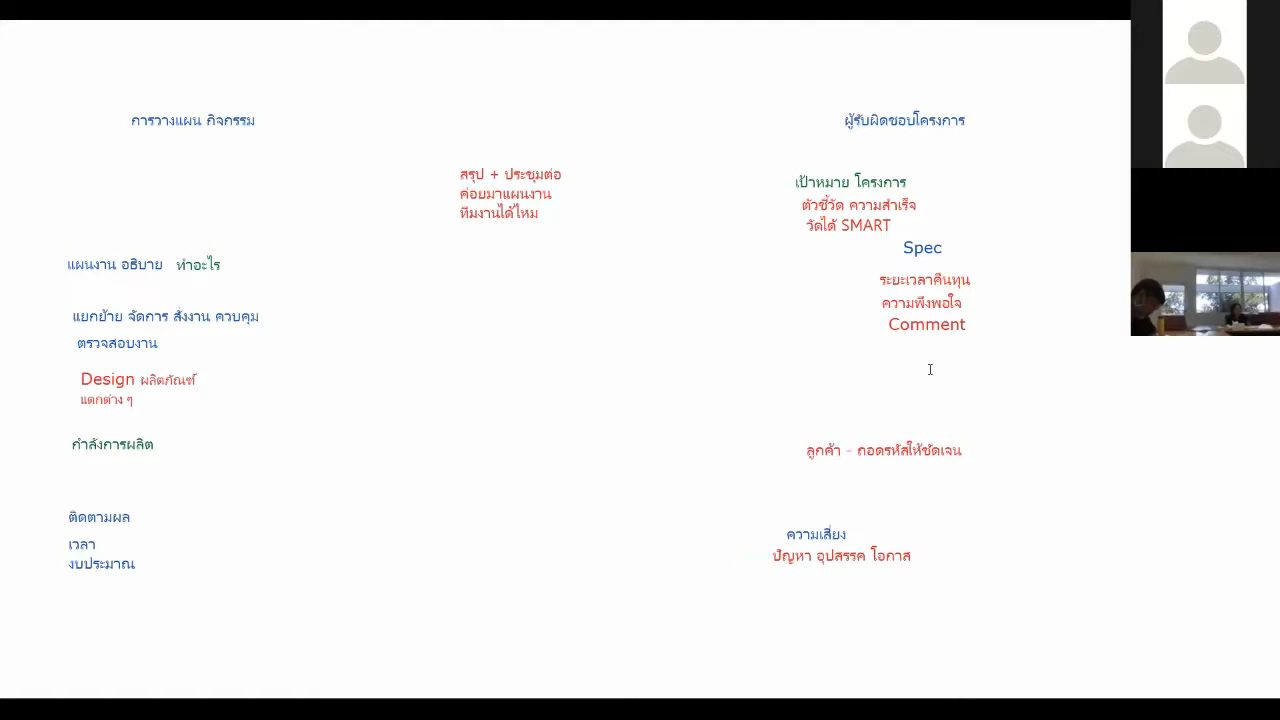 การวางแผน กิจกรรม
แผนงาน อธิบาย ทำอะไร
แยกย้าย จัดการ สั่งงาน ควบคุม
ตรวจสอบงาน
Design ผลิตภัณฑ์
แตกต่าง ๆ
กำลังการผลิต
ติดตามผล
เวลา
งบประมาณ
สรุป + ประชุมต่อ
ค่อยมาแผนงาน
ทีมงานได้ไหม
ผู้รับผิดชอบโครงการ
เป้าหมาย โครงการ
ตัวชี้วัด ความสำเร็จ
วัดได้ SMART
Spec
ระยะเวลาคืนทุน
ความพึงพอใจ
Comment
ลูกค้า - ถอดรหัสให้ชัดเจน
ความเสี่ยง
ปัญหา อุปสรรค โอกาส